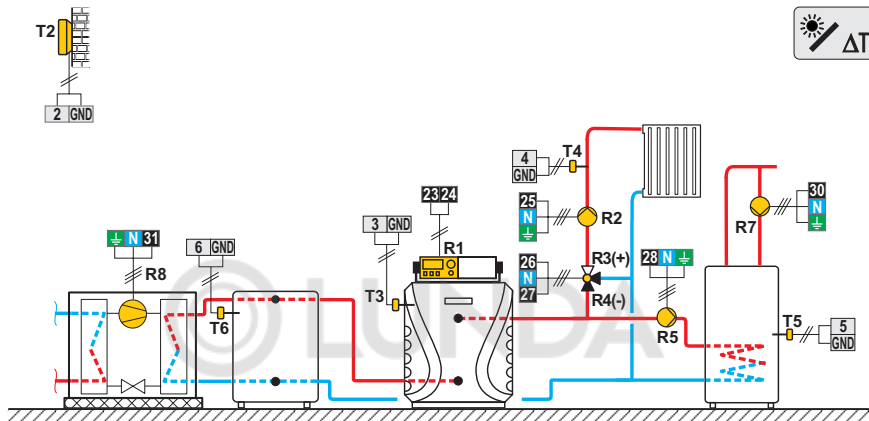 T2
2 GND
ΔT
4
GND
T4
23 24
25
N
R2
30
N
R7
3 GND
R1
N 31
6 GND
R8
26
N
27
R3(+)
R4(-)
28 N
T3
T6
R5
T5
5
GND
LUNDA